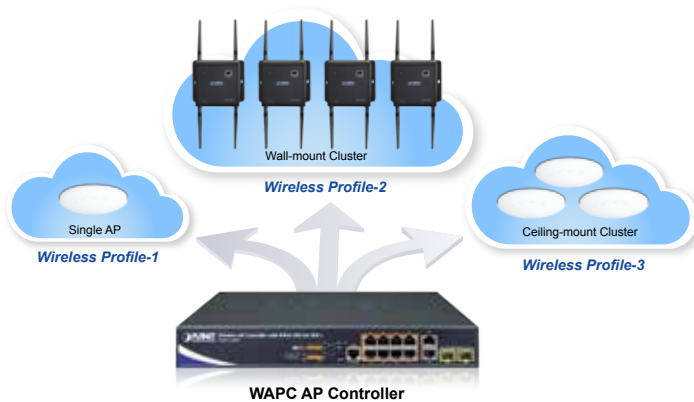 Wall-mount Cluster
Wireless Profile-2
Single AP
Wireless Profile-1
Ceiling-mount Cluster
Wireless Profile-3
PLANET
WAPC AP Controller